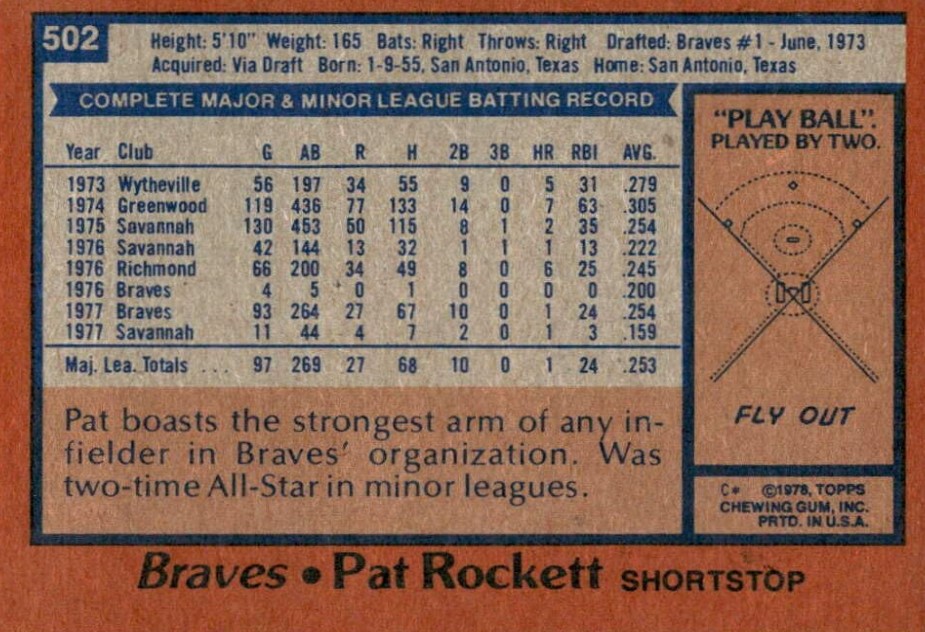 502
Height: 5'10" Weight: 165 Bats: Right Throws: Right Drafted: Braves #1 - June, 1973
Acquired: Via Draft Born: 1-9-55, San Antonio, Texas Home: San Antonio, Texas
COMPLETE MAJOR & MINOR LEAGUE BATTING RECORD
Year Club G AB R H 2B 3B HR RBI AVG.
1973 Wytheville 56 197 34 55 9 0 5 31 .279
1974 Greenwood 119 436 77 133 14 0 7 63 .305
1975 Savannah 130 453 50 115 8 1 2 35 .254
1976 Savannah 42 144 13 32 1 1 1 13 .222
1976 Richmond 66 200 34 49 8 0 6 25 .245
1976 Braves 4 5 0 1 0 0 0 0 .200
1977 Braves 93 264 27 67 10 0 1 24 .254
1977 Savannah 11 44 4 7 2 0 1 3 .159
Maj. Lea. Totals ... 97 269 27 68 10 0 1 24 .253
Pat boasts the strongest arm of any in-
fielder in Braves' organization. Was
two-time All-Star in minor leagues.
"PLAY BALL".
PLAYED BY TWO.
FLY OUT
C* ©1978, TOPPS
CHEWING GUM, INC.
PRTD. IN U.S.A.
Braves • Pat Rockett SHORTSTOP